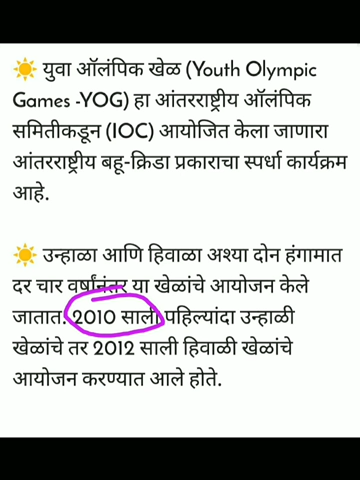 ☀️ युवा ऑलंपिक खेळ (Youth Olympic
Games -YOG) हा आंतरराष्ट्रीय ऑलंपिक
समितीकडून (IOC) आयोजित केला जाणारा
आंतरराष्ट्रीय बहू-क्रिडा प्रकाराचा स्पर्धा कार्यक्रम
आहे.
☀️ उन्हाळा आणि हिवाळा अश्या दोन हंगामात
दर चार वर्षांनंतर या खेळांचे आयोजन केले
जातात. 2010 साली पहिल्यांदा उन्हाळी
खेळांचे तर 2012 साली हिवाळी खेळांचे
आयोजन करण्यात आले होते.